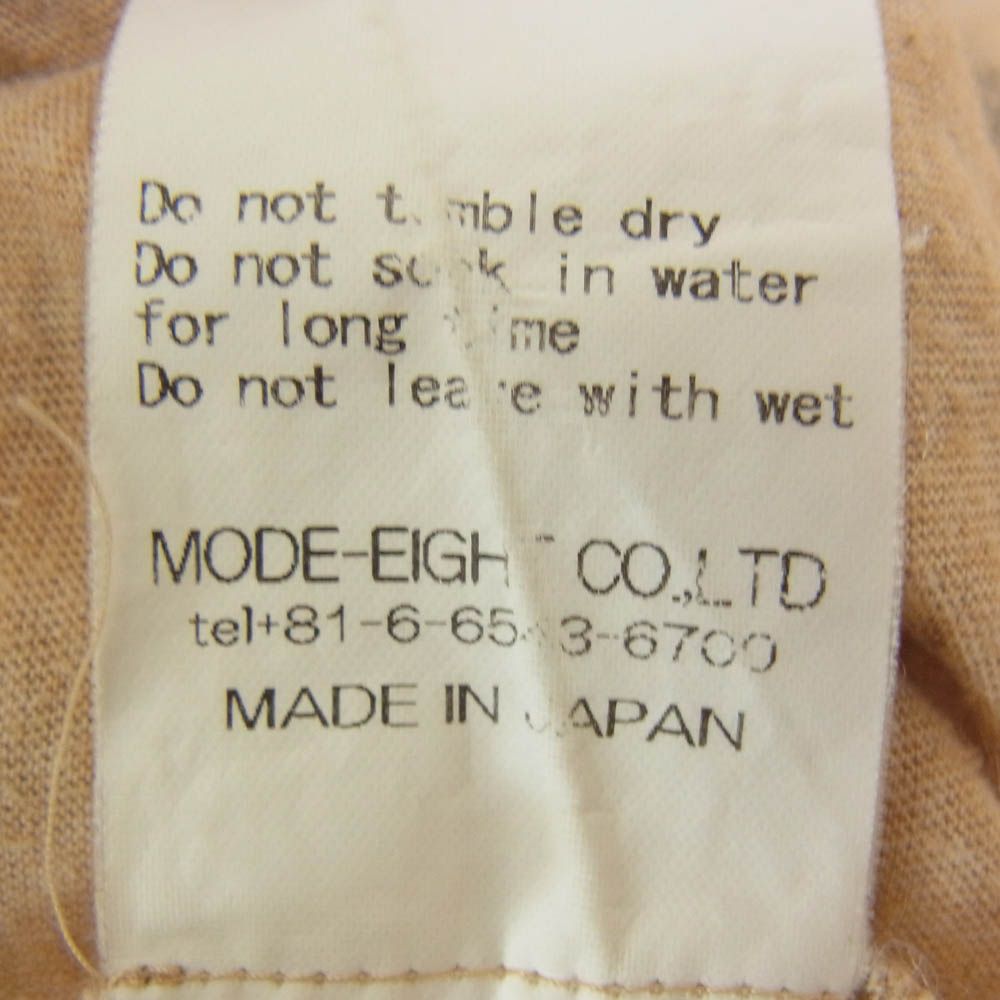 Do not tumble dry
Do not soak in water
for long time
Do not leave with wet
MODE-EIGHT CO.,LTD
MADE IN JAPAN